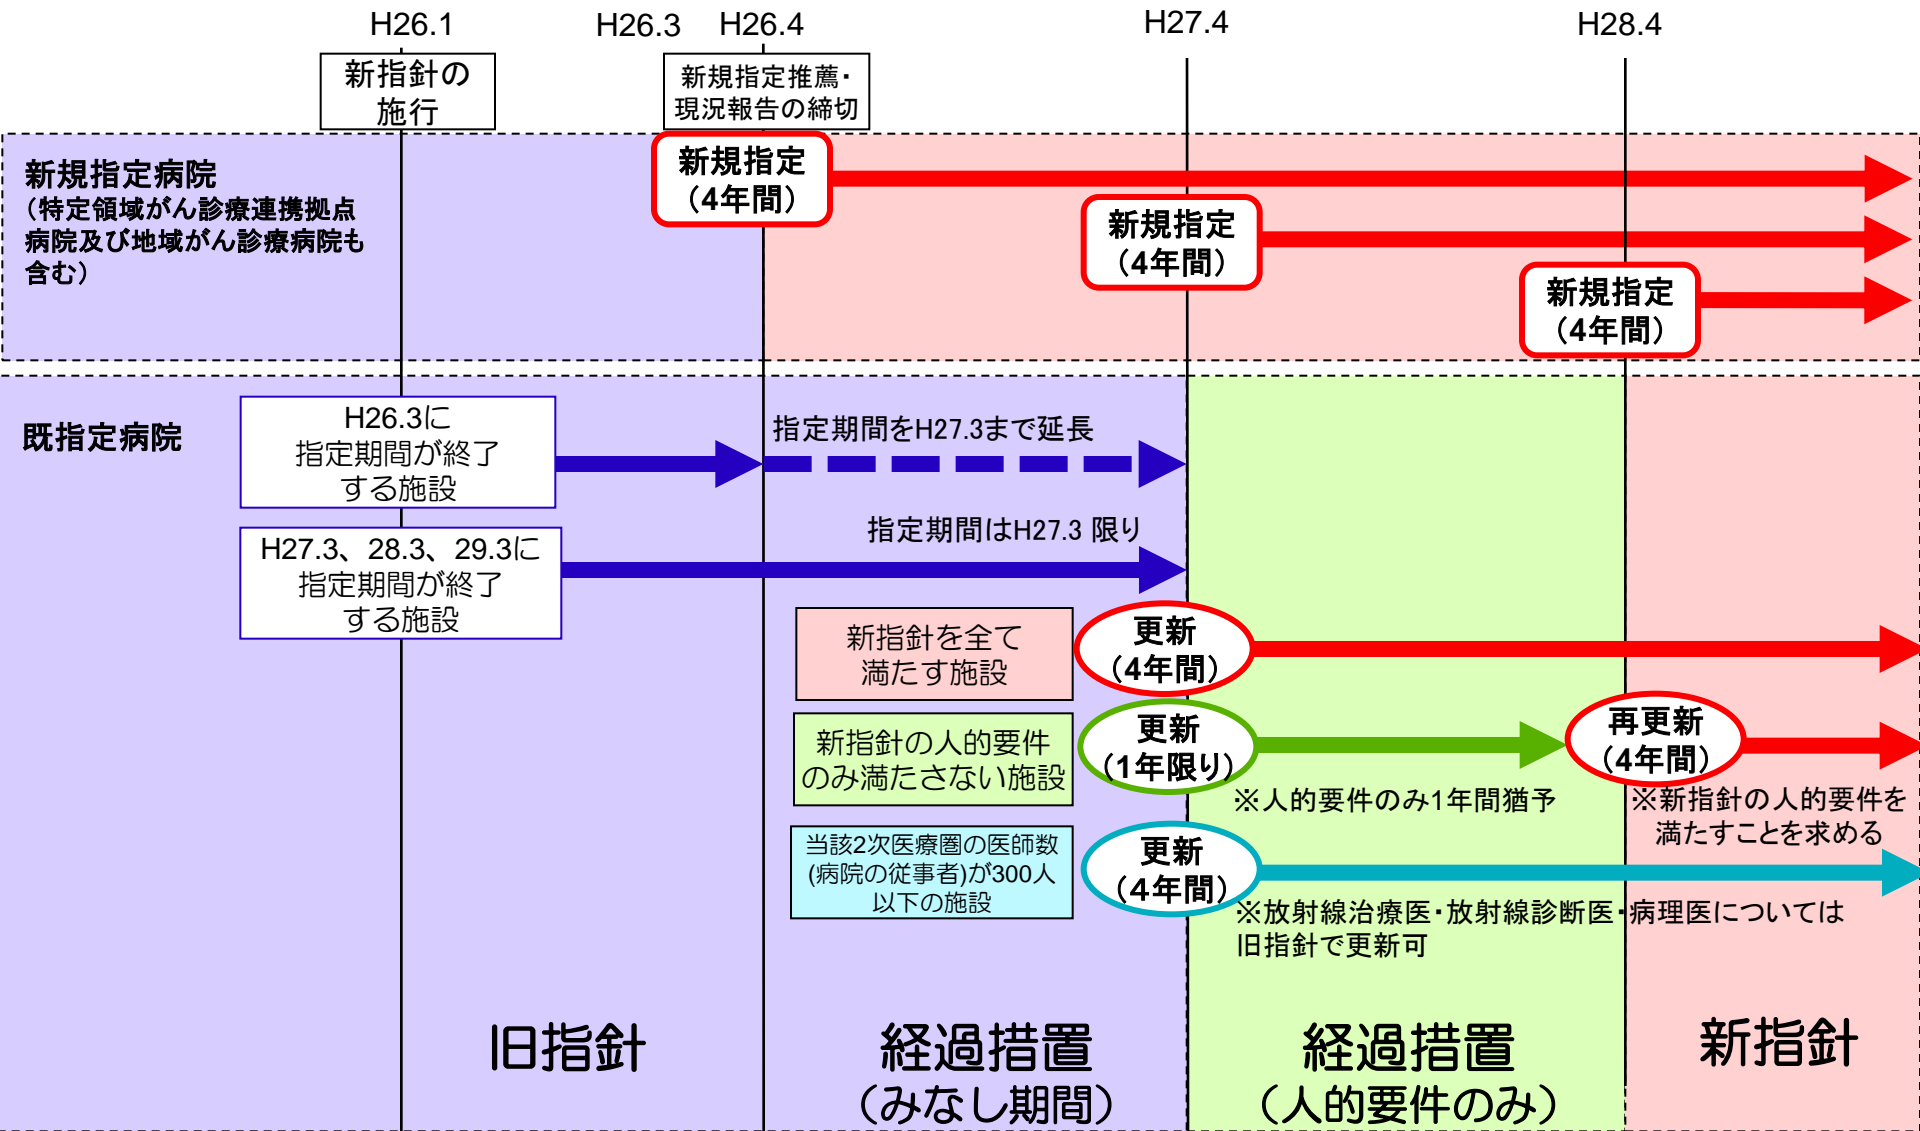 H26.1
H26.3
H26.4
H27.4
H28.4
新指針の
施行
新規指定推薦・
現況報告の締切
新規指定病院
（特定領域がん診療連携拠点
病院及び地域がん診療病院も
含む）
新規指定
（4年間）
新規指定
（4年間）
新規指定
（4年間）
既指定病院
H26.3に
指定期間が終了
する施設
指定期間をH27.3まで延長
H27.3、28.3、29.3に
指定期間が終了
する施設
指定期間はH27.3 限り
新指針を全て
満たす施設
更新
（4年間）
新指針の人的要件
のみ満たさない施設
更新
（1年限り）
※人的要件のみ1年間猶予
再更新
（4年間）
※新指針の人的要件を
満たすことを求める
当該2次医療圏の医師数
(病院の従事者)が300人
以下の施設
更新
（４年間）
※放射線治療医・放射線診断医・病理医については
旧指針で更新可
旧指針
経過措置
（みなし期間）
経過措置
（人的要件のみ）
新指針